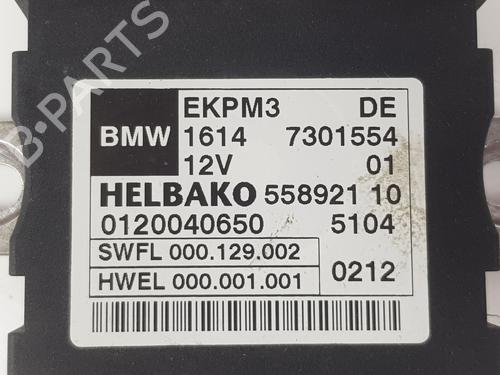 EKPM3 DE
BMW 1614 7301554
12V 01
HELBAKO 558921 10
0120040650 5104
SWFL 000.129.002
HWEL 000.001.001 0212
B-PARTS